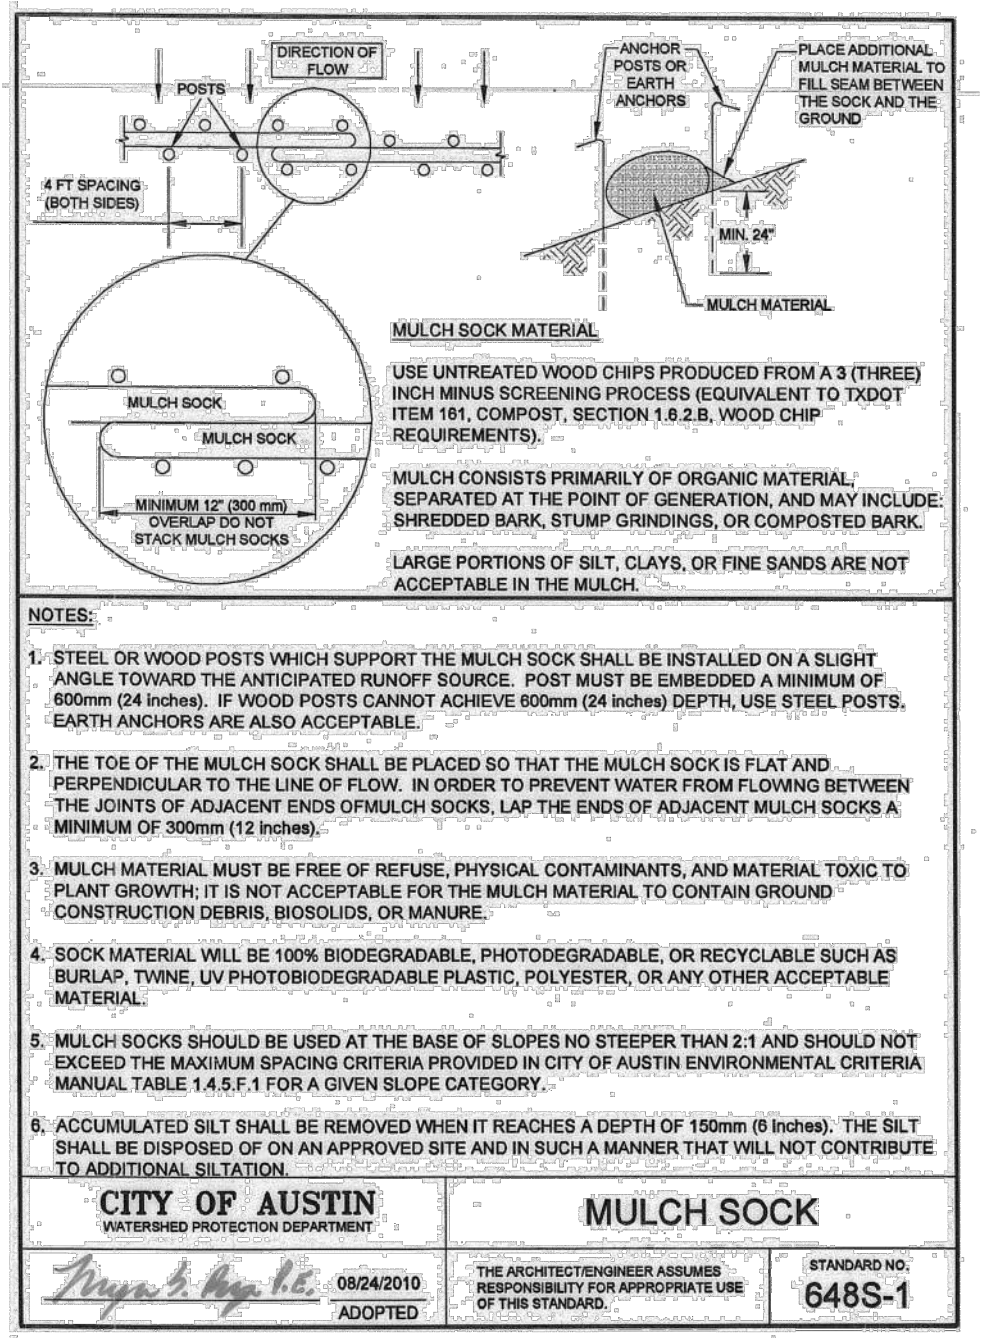 DIRECTION OF
FLOW
POSTS
4 FT SPACING
(BOTH SIDES)
ANCHOR
POSTS OR
EARTH
ANCHORS
PLACE ADDITIONAL
MULCH MATERIAL TO
FILL SEAM BETWEEN
THE SOCK AND THE
GROUND
MIN. 24"
MULCH MATERIAL
MULCH SOCK
MULCH SOCK
MINIMUM 12" (300 mm)
OVERLAP DO NOT
STACK MULCH SOCKS
MULCH SOCK MATERIAL
USE UNTREATED WOOD CHIPS PRODUCED FROM A 3 (THREE)
INCH MINUS SCREENING PROCESS (EQUIVALENT TO TXDOT
ITEM 161, COMPOST, SECTION 1.6.2.B, WOOD CHIP
REQUIREMENTS).
MULCH CONSISTS PRIMARILY OF ORGANIC MATERIAL,
SEPARATED AT THE POINT OF GENERATION, AND MAY INCLUDE:
SHREDDED BARK, STUMP GRINDINGS, OR COMPOSTED BARK.
LARGE PORTIONS OF SILT, CLAYS, OR FINE SANDS ARE NOT
ACCEPTABLE IN THE MULCH.
NOTES:
1. STEEL OR WOOD POSTS WHICH SUPPORT THE MULCH SOCK SHALL BE INSTALLED ON A SLIGHT
ANGLE TOWARD THE ANTICIPATED RUNOFF SOURCE. POST MUST BE EMBEDDED A MINIMUM OF
600mm (24 inches). IF WOOD POSTS CANNOT ACHIEVE 600mm (24 inches) DEPTH, USE STEEL POSTS.
EARTH ANCHORS ARE ALSO ACCEPTABLE.
2. THE TOE OF THE MULCH SOCK SHALL BE PLACED SO THAT THE MULCH SOCK IS FLAT AND
PERPENDICULAR TO THE LINE OF FLOW. IN ORDER TO PREVENT WATER FROM FLOWING BETWEEN
THE JOINTS OF ADJACENT ENDS OFMULCH SOCKS, LAP THE ENDS OF ADJACENT MULCH SOCKS A
MINIMUM OF 300mm (12 inches).
3. MULCH MATERIAL MUST BE FREE OF REFUSE, PHYSICAL CONTAMINANTS, AND MATERIAL TOXIC TO
PLANT GROWTH; IT IS NOT ACCEPTABLE FOR THE MULCH MATERIAL TO CONTAIN GROUND
CONSTRUCTION DEBRIS, BIOSOLIDS, OR MANURE.
4. SOCK MATERIAL WILL BE 100% BIODEGRADABLE, PHOTODEGRADABLE, OR RECYCLABLE SUCH AS
BURLAP, TWINE, UV PHOTOBIODEGRADABLE PLASTIC, POLYESTER, OR ANY OTHER ACCEPTABLE
MATERIAL.
5. MULCH SOCKS SHOULD BE USED AT THE BASE OF SLOPES NO STEEPER THAN 2:1 AND SHOULD NOT
EXCEED THE MAXIMUM SPACING CRITERIA PROVIDED IN CITY OF AUSTIN ENVIRONMENTAL CRITERIA
MANUAL TABLE 1.4.5.F.1 FOR A GIVEN SLOPE CATEGORY.
6. ACCUMULATED SILT SHALL BE REMOVED WHEN IT REACHES A DEPTH OF 150mm (6 inches). THE SILT
SHALL BE DISPOSED OF ON AN APPROVED SITE AND IN SUCH A MANNER THAT WILL NOT CONTRIBUTE
TO ADDITIONAL SILTATION.
CITY OF AUSTIN
WATERSHED PROTECTION DEPARTMENT
MULCH SOCK
P.E.
08/24/2010
ADOPTED
THE ARCHITECT/ENGINEER ASSUMES
RESPONSIBILITY FOR APPROPRIATE USE
OF THIS STANDARD.
STANDARD NO.
648S-1